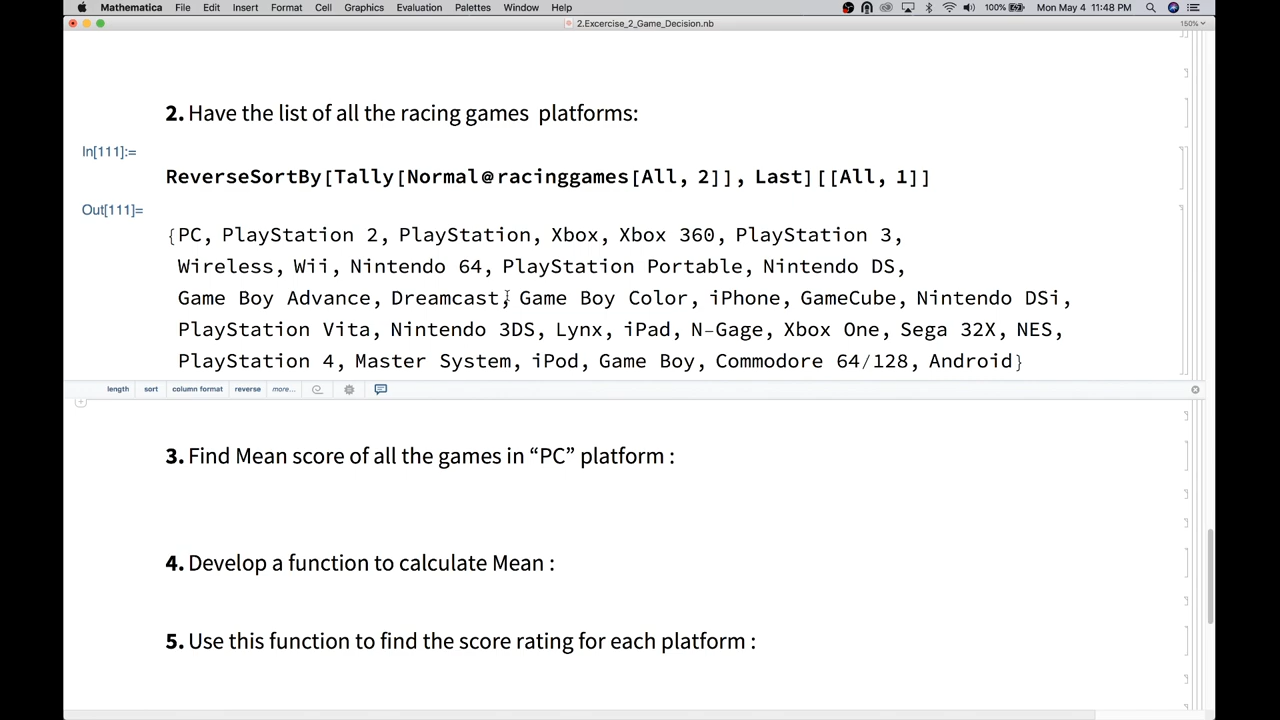 Mathematica File Edit Insert Format Cell Graphics Evaluation Palettes Window Help 100% Mon May 4 11:48 PM
2.Excercise_2_Game_Decision.nb 150%
2. Have the list of all the racing games platforms:
In[111]:=
ReverseSortBy[Tally[Normal@racinggames[All, 2]], Last][[All, 1]]
Out[111]=
{PC, PlayStation 2, PlayStation, Xbox, Xbox 360, PlayStation 3,
Wireless, Wii, Nintendo 64, PlayStation Portable, Nintendo DS,
Game Boy Advance, Dreamcast, Game Boy Color, iPhone, GameCube, Nintendo DSi,
PlayStation Vita, Nintendo 3DS, Lynx, iPad, N-Gage, Xbox One, Sega 32X, NES,
PlayStation 4, Master System, iPod, Game Boy, Commodore 64/128, Android}
length sort column format reverse more...
3. Find Mean score of all the games in “PC” platform :
4. Develop a function to calculate Mean :
5. Use this function to find the score rating for each platform :